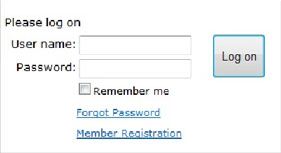 Please log on
User name:
Password:
Log on
Remember me
Forgot Password
Member Registration